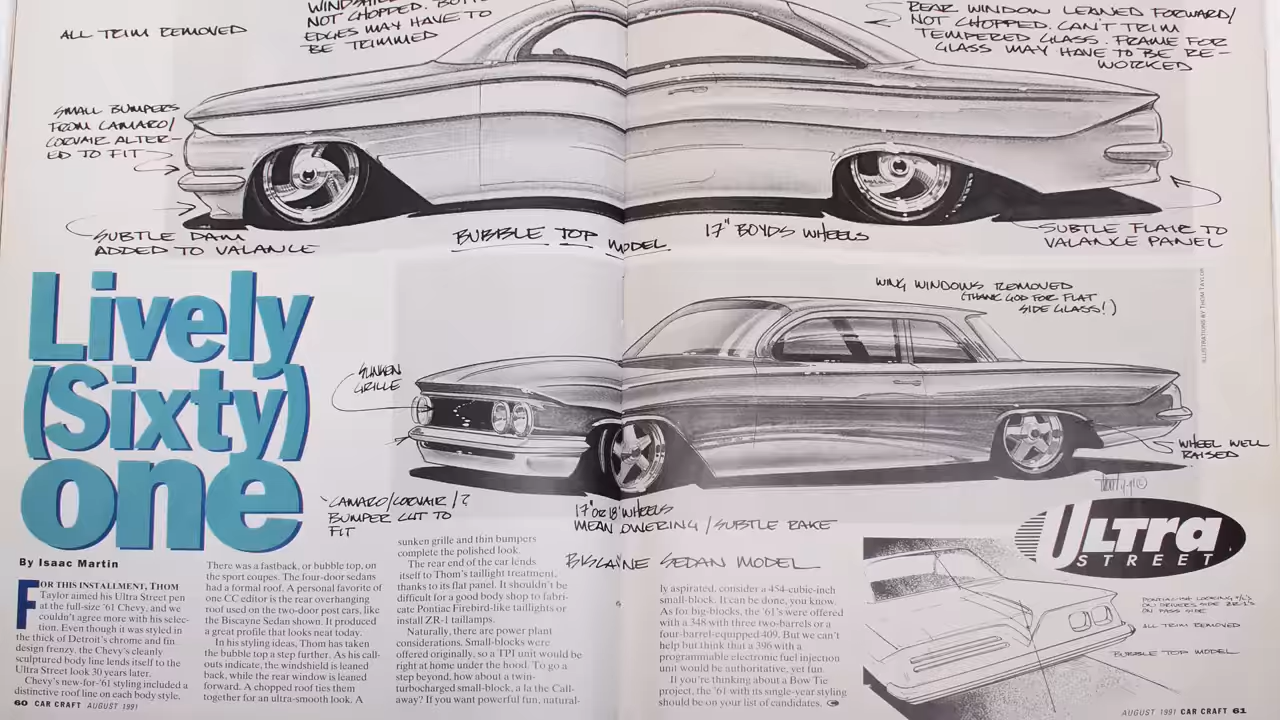 ALL TRIM REMOVED
NOT CHOPPED. BOTTOM
EDGES MAY HAVE TO
BE TRIMMED
REAR WINDOW LEANED FORWARD/
NOT CHOPPED. CAN'T TRIM
TEMPERED GLASS. FRAME FOR
GLASS MAY HAVE TO BE RE-
WORKED
SMALL BUMPERS
FROM CAMARO/
CORVAIR ALTER-
ED TO FIT
SUBTLE DAM
ADDED TO VALANCE
BUBBLE TOP MODEL
17" BOYDS WHEELS
SUBTLE FLAIR TO
VALANCE PANEL
Lively
(Sixty)
one
WING WINDOWS REMOVED
(THANK GOD FOR FLAT
SIDE GLASS!)
ILLUSTRATIONS BY THOM TAYLOR
SUNKEN
GRILLE
WHEEL WELL
RAISED
CAMARO/CORVAIR/?
BUMPER CUT TO
FIT
17" OR 18" WHEELS
MEAN LOWERING / SUBTLE RAKE
BISCAYNE SEDAN MODEL
ULTRA
STREET
By Isaac Martin
FOR THIS INSTALLMENT, THOM
Taylor aimed his Ultra Street pen
at the full-size '61 Chevy, and we
couldn't agree more with his selec-
tion. Even though it was styled in
the thick of Detroit's chrome and fin
design frenzy, the Chevy's cleanly
sculptured body line lends itself to the
Ultra Street look 30 years later.
Chevy's new-for-'61 styling included a
distinctive roof line on each body style.
There was a fastback, or bubble top, on
the sport coupes. The four-door sedans
had a formal roof. A personal favorite of
one CC editor is the rear overhanging
roof used on the two-door post cars, like
the Biscayne Sedan shown. It produced
a great profile that looks neat today.
In his styling ideas, Thom has taken
the bubble top a step further. As his call-
outs indicate, the windshield is leaned
back, while the rear window is leaned
forward. A chopped roof ties them
together for an ultra-smooth look. A
sunken grille and thin bumpers
complete the polished look.
The rear end of the car lends
itself to Thom's taillight treatment,
thanks to its flat panel. It shouldn't be
difficult for a good body shop to fabri-
cate Pontiac Firebird-like taillights or
install ZR-1 taillamps.
Naturally, there are power plant
considerations. Small-blocks were
offered originally, so a TPI unit would be
right at home under the hood. To go a
step beyond, how about a twin-
turbocharged small-block, a la the Call-
away? If you want powerful fun, natural-
ly aspirated, consider a 454-cubic-inch
small-block. It can be done, you know.
As for big-blocks, the '61's were offered
with a 348 with three two-barrels or a
four-barrel-equipped 409. But we can't
help but think that a 396 with a
programmable electronic fuel injection
unit would be authoritative, yet fun.
If you're thinking about a Bow Tie
project, the '61 with its single-year styling
should be on your list of candidates.
ON DRIVER'S SIDE
ON PASS SIDE
ALL TRIM REMOVED
BUBBLE TOP MODEL
60 CAR CRAFT AUGUST 1991
AUGUST 1991 CAR CRAFT 61